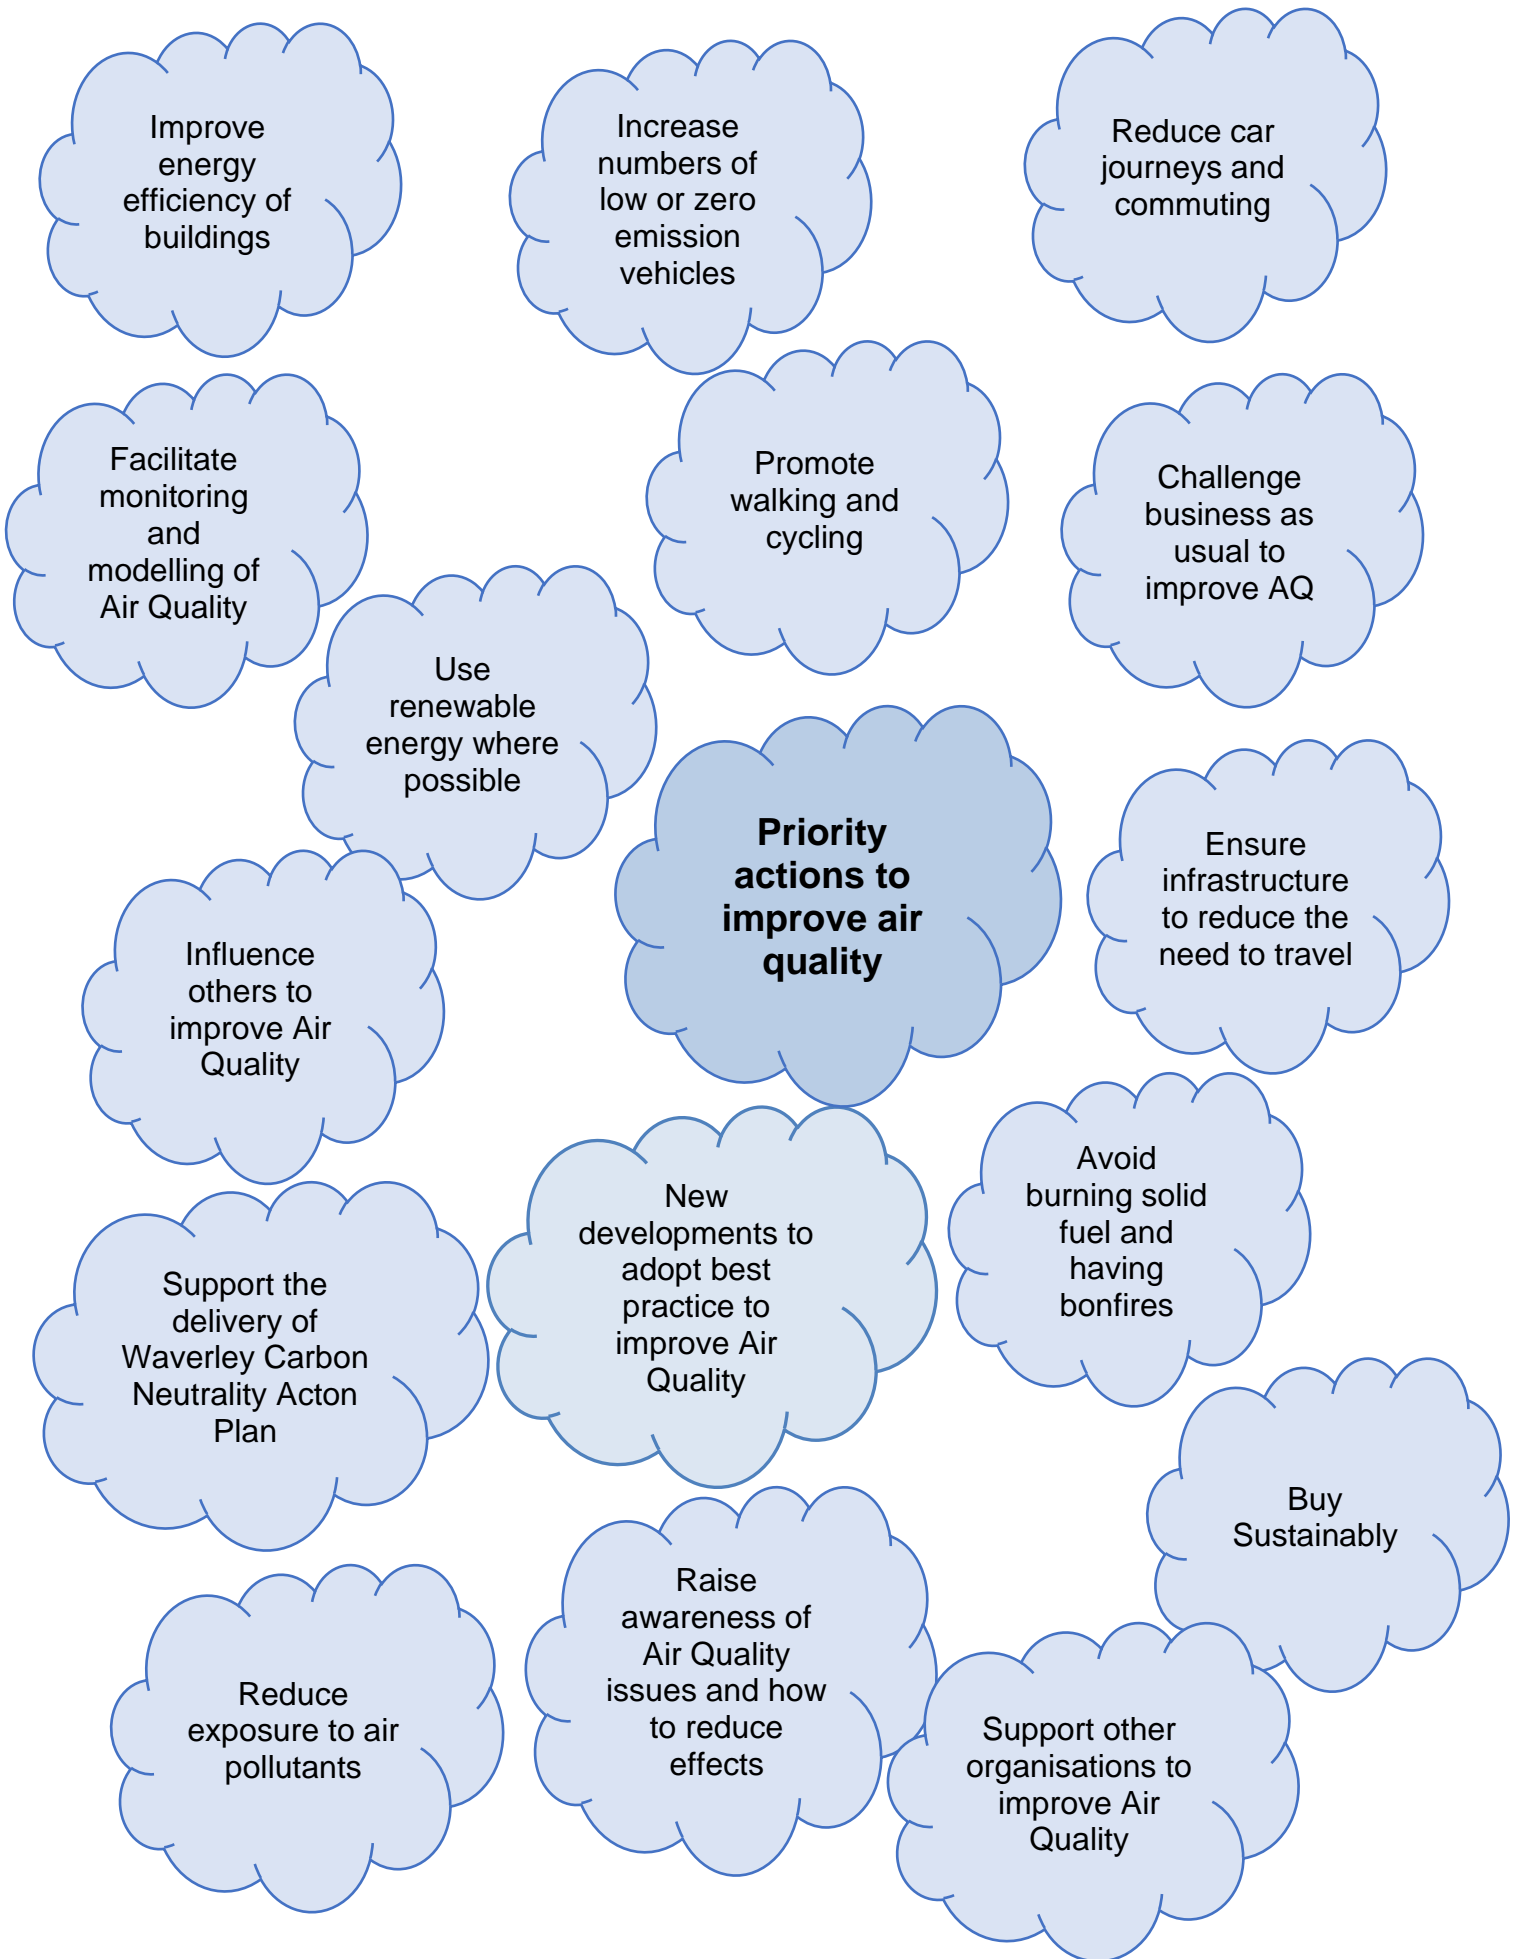 Improve
energy
efficiency of
buildings
Increase
numbers of
low or zero
emission
vehicles
Reduce car
journeys and
commuting
Facilitate
monitoring
and
modelling of
Air Quality
Promote
walking and
cycling
Challenge
business as
usual to
improve AQ
Use
renewable
energy where
possible
Priority
actions to
improve air
quality
Ensure
infrastructure
to reduce the
need to travel
Influence
others to
improve Air
Quality
New
developments to
adopt best
practice to
improve Air
Quality
Avoid
burning solid
fuel and
having
bonfires
Support the
delivery of
Waverley Carbon
Neutrality Acton
Plan
Buy
Sustainably
Raise
awareness of
Air Quality
issues and how
to reduce
effects
Reduce
exposure to air
pollutants
Support other
organisations to
improve Air
Quality